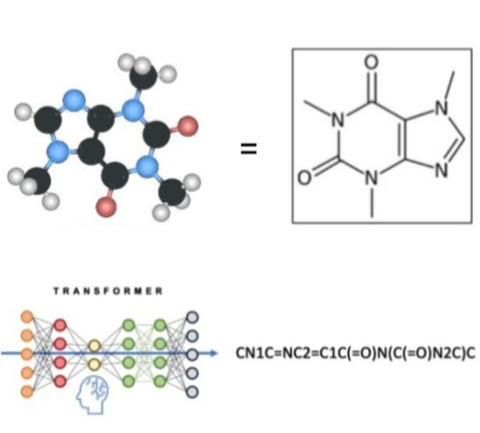 =
O
N
N
O
N
N
TRANSFORMER
CN1C=NC2=C1C(=O)N(C(=O)N2C)C